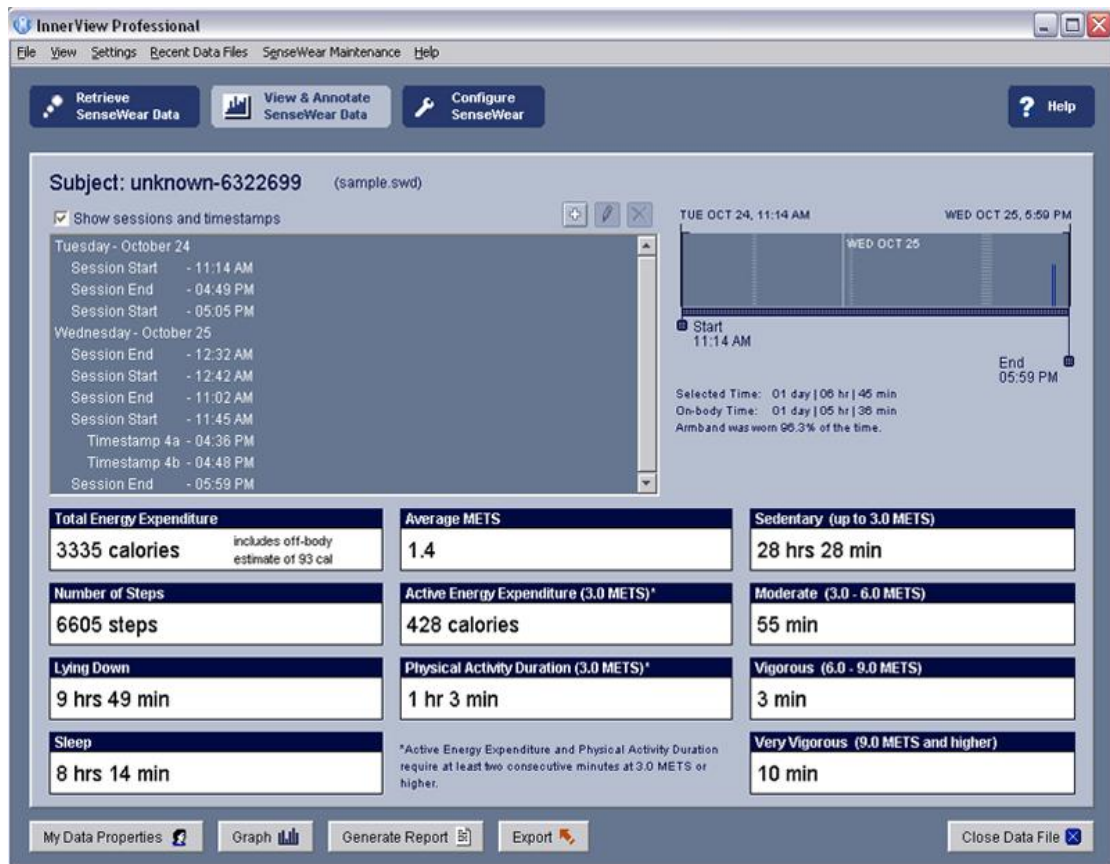 InnerView Professional
File View Settings Recent Data Files SenseWear Maintenance Help
Retrieve
SenseWear Data
View & Annotate
SenseWear Data
Configure
SenseWear
? Help
Subject: unknown-6322699 (sample.swd)
Show sessions and timestamps
Tuesday - October 24
Session Start - 11:14 AM
Session End - 04:49 PM
Session Start - 05:05 PM
Wednesday - October 25
Session End - 12:32 AM
Session Start - 12:42 AM
Session End - 11:02 AM
Session Start - 11:45 AM
Timestamp 4a - 04:36 PM
Timestamp 4b - 04:48 PM
Session End - 05:59 PM
TUE OCT 24, 11:14 AM WED OCT 25, 5:59 PM
WED OCT 25
Start
11:14 AM
End
05:59 PM
Selected Time: 01 day | 06 hr | 45 min
On-body Time: 01 day | 05 hr | 36 min
Armband was worn 96.3% of the time.
Total Energy Expenditure
3335 calories
includes off-body
estimate of 93 cal
Average METS
1.4
Sedentary (up to 3.0 METS)
28 hrs 28 min
Number of Steps
6605 steps
Active Energy Expenditure (3.0 METS)*
428 calories
Moderate (3.0 - 6.0 METS)
55 min
Lying Down
9 hrs 49 min
Physical Activity Duration (3.0 METS)*
1 hr 3 min
Vigorous (6.0 - 9.0 METS)
3 min
Sleep
8 hrs 14 min
*Active Energy Expenditure and Physical Activity Duration
require at least two consecutive minutes at 3.0 METS or
higher.
Very Vigorous (9.0 METS and higher)
10 min
My Data Properties
Graph
Generate Report
Export
Close Data File